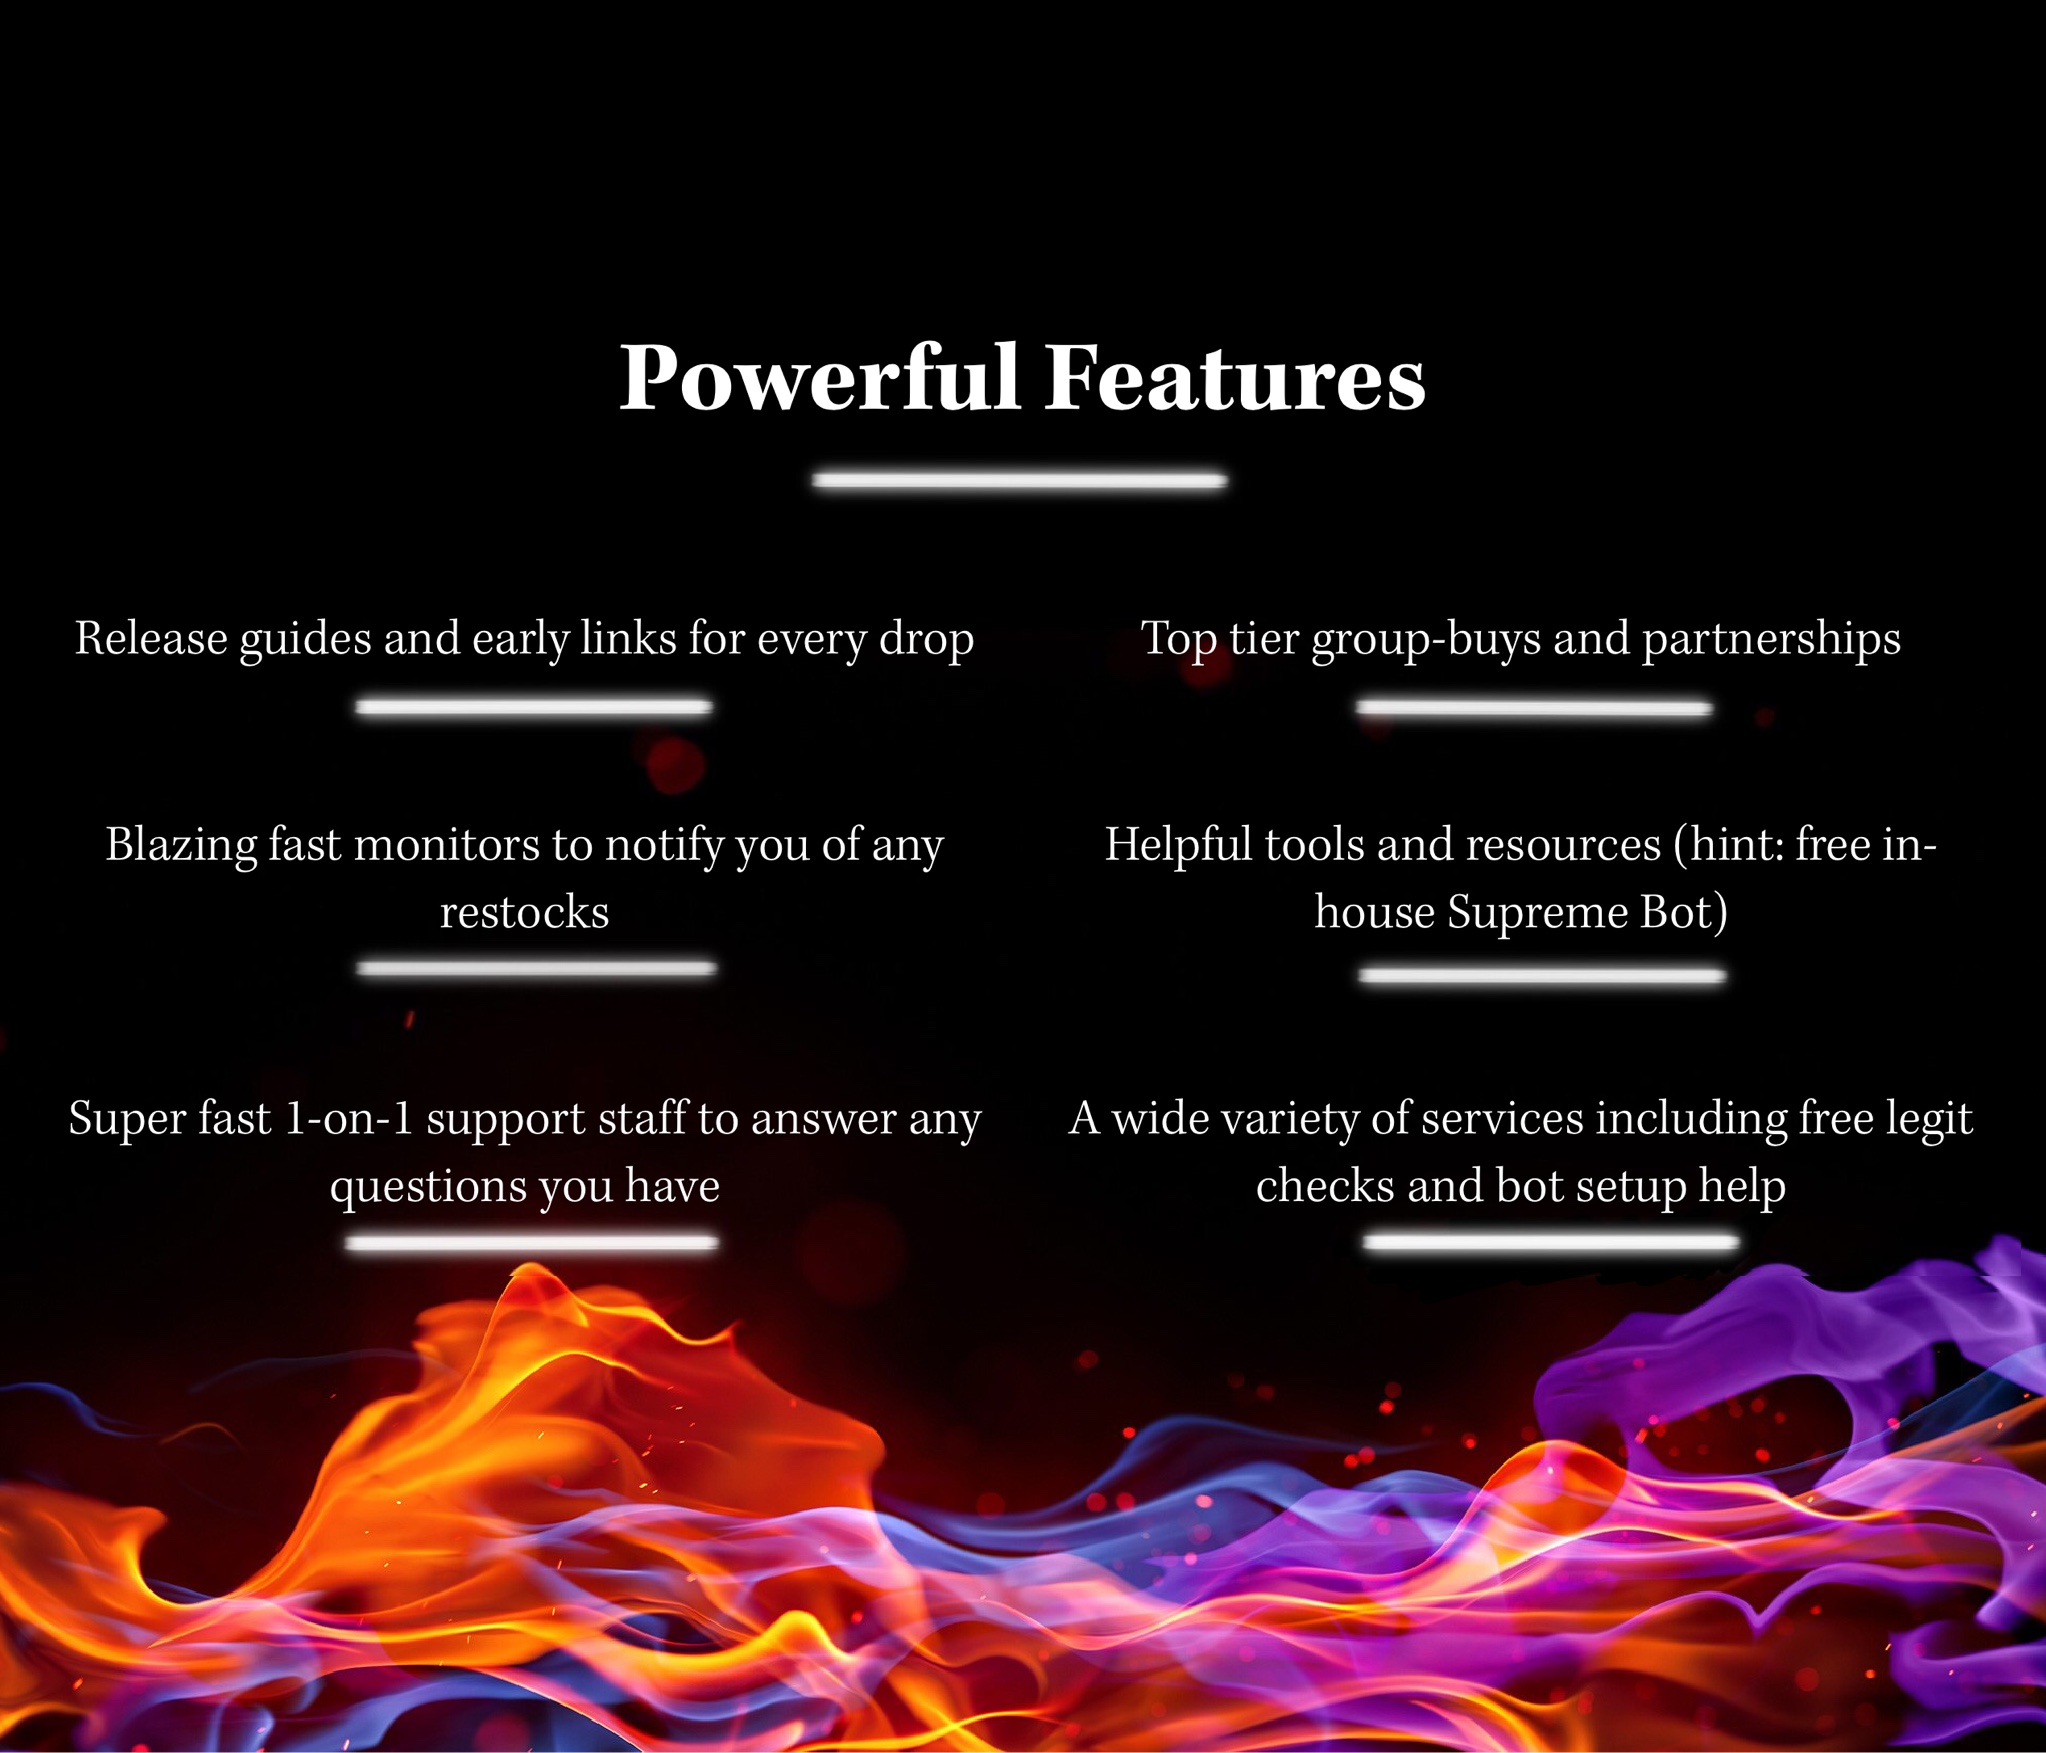 Powerful Features
Release guides and early links for every drop
Top tier group-buys and partnerships
Blazing fast monitors to notify you of any
restocks
Helpful tools and resources (hint: free in-
house Supreme Bot)
Super fast 1-on-1 support staff to answer any
questions you have
A wide variety of services including free legit
checks and bot setup help